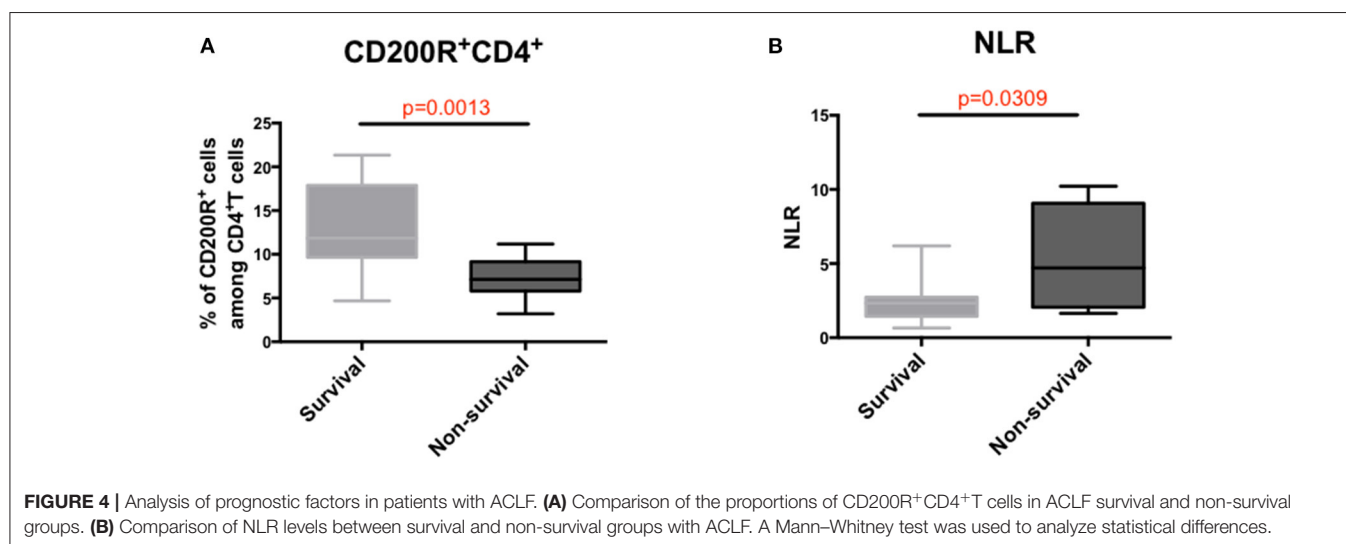 A
CD200R+CD4+
p=0.0013
% of CD200R+ cells
among CD4+T cells
25
20
15
10
5
0
Survival
Non-survival
B
NLR
p=0.0309
NLR
15
10
5
0
Survival
Non-survival
FIGURE 4 | Analysis of prognostic factors in patients with ACLF. (A) Comparison of the proportions of CD200R+CD4+T cells in ACLF survival and non-survival
groups. (B) Comparison of NLR levels between survival and non-survival groups with ACLF. A Mann–Whitney test was used to analyze statistical differences.